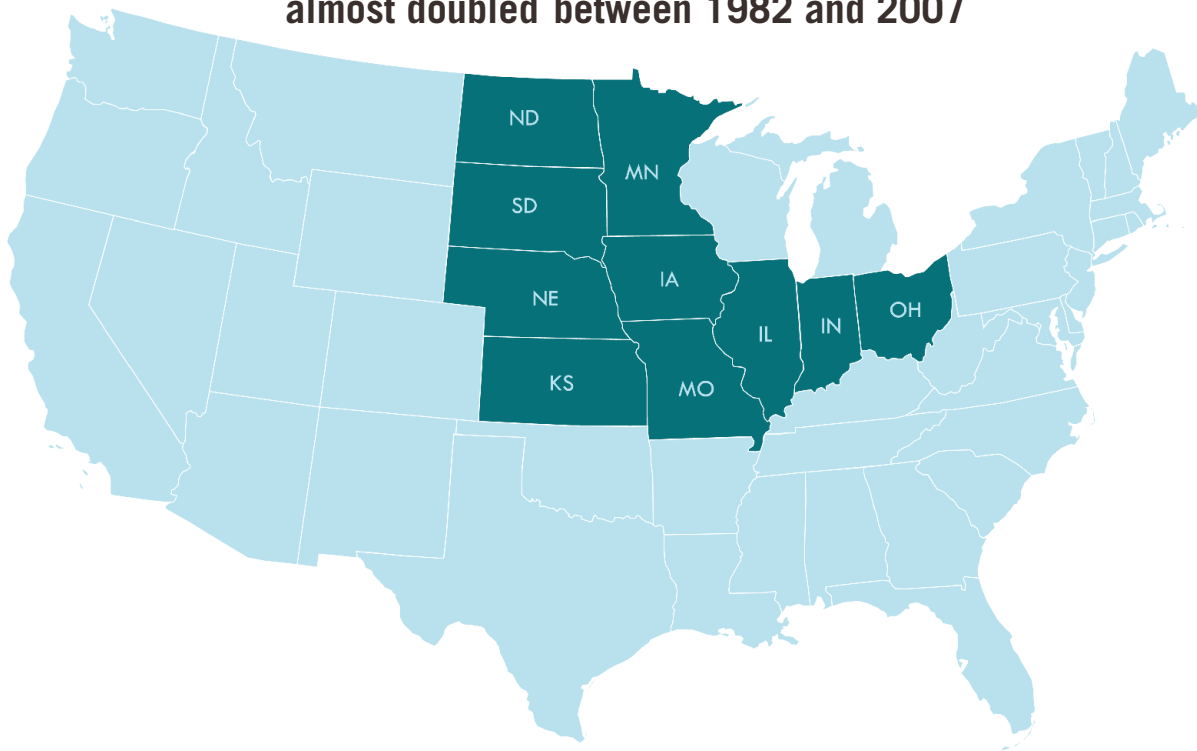 almost doubled between 1982 and 2007
ND
MN
SD
IA
NE
OH
IN
IL
KS
MO